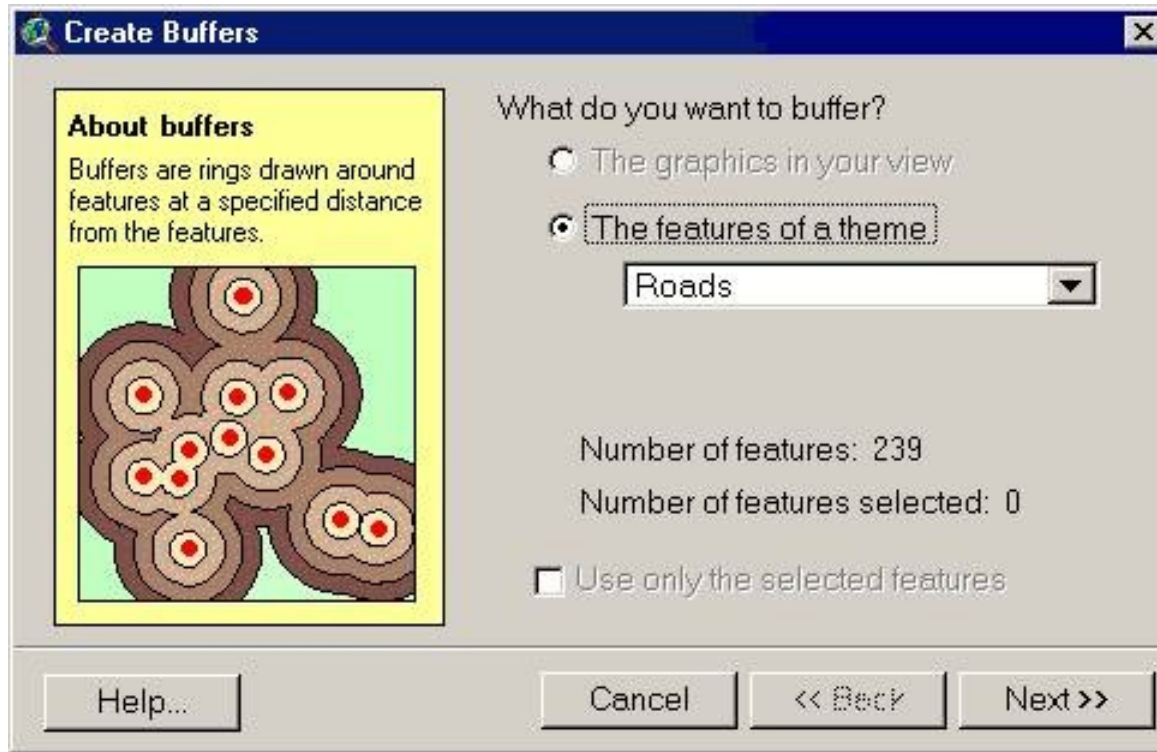 Create Buffers
About buffers
Buffers are rings drawn around
features at a specified distance
from the features.
What do you want to buffer?
The graphics in your view
The features of a theme
Roads
Number of features: 239
Number of features selected: 0
Use only the selected features
Help...
Cancel
<< Back
Next >>